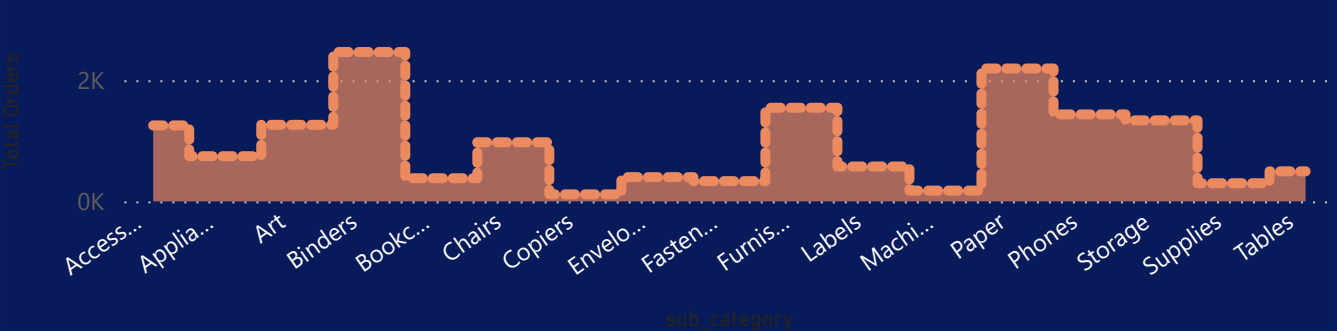 Total Orders
2K
0K
Access...
Applia...
Art
Binders
Bookc...
Chairs
Copiers
Envelo...
Fasten...
Furnis...
Labels
Machi...
Paper
Phones
Storage
Supplies
Tables
sub_category